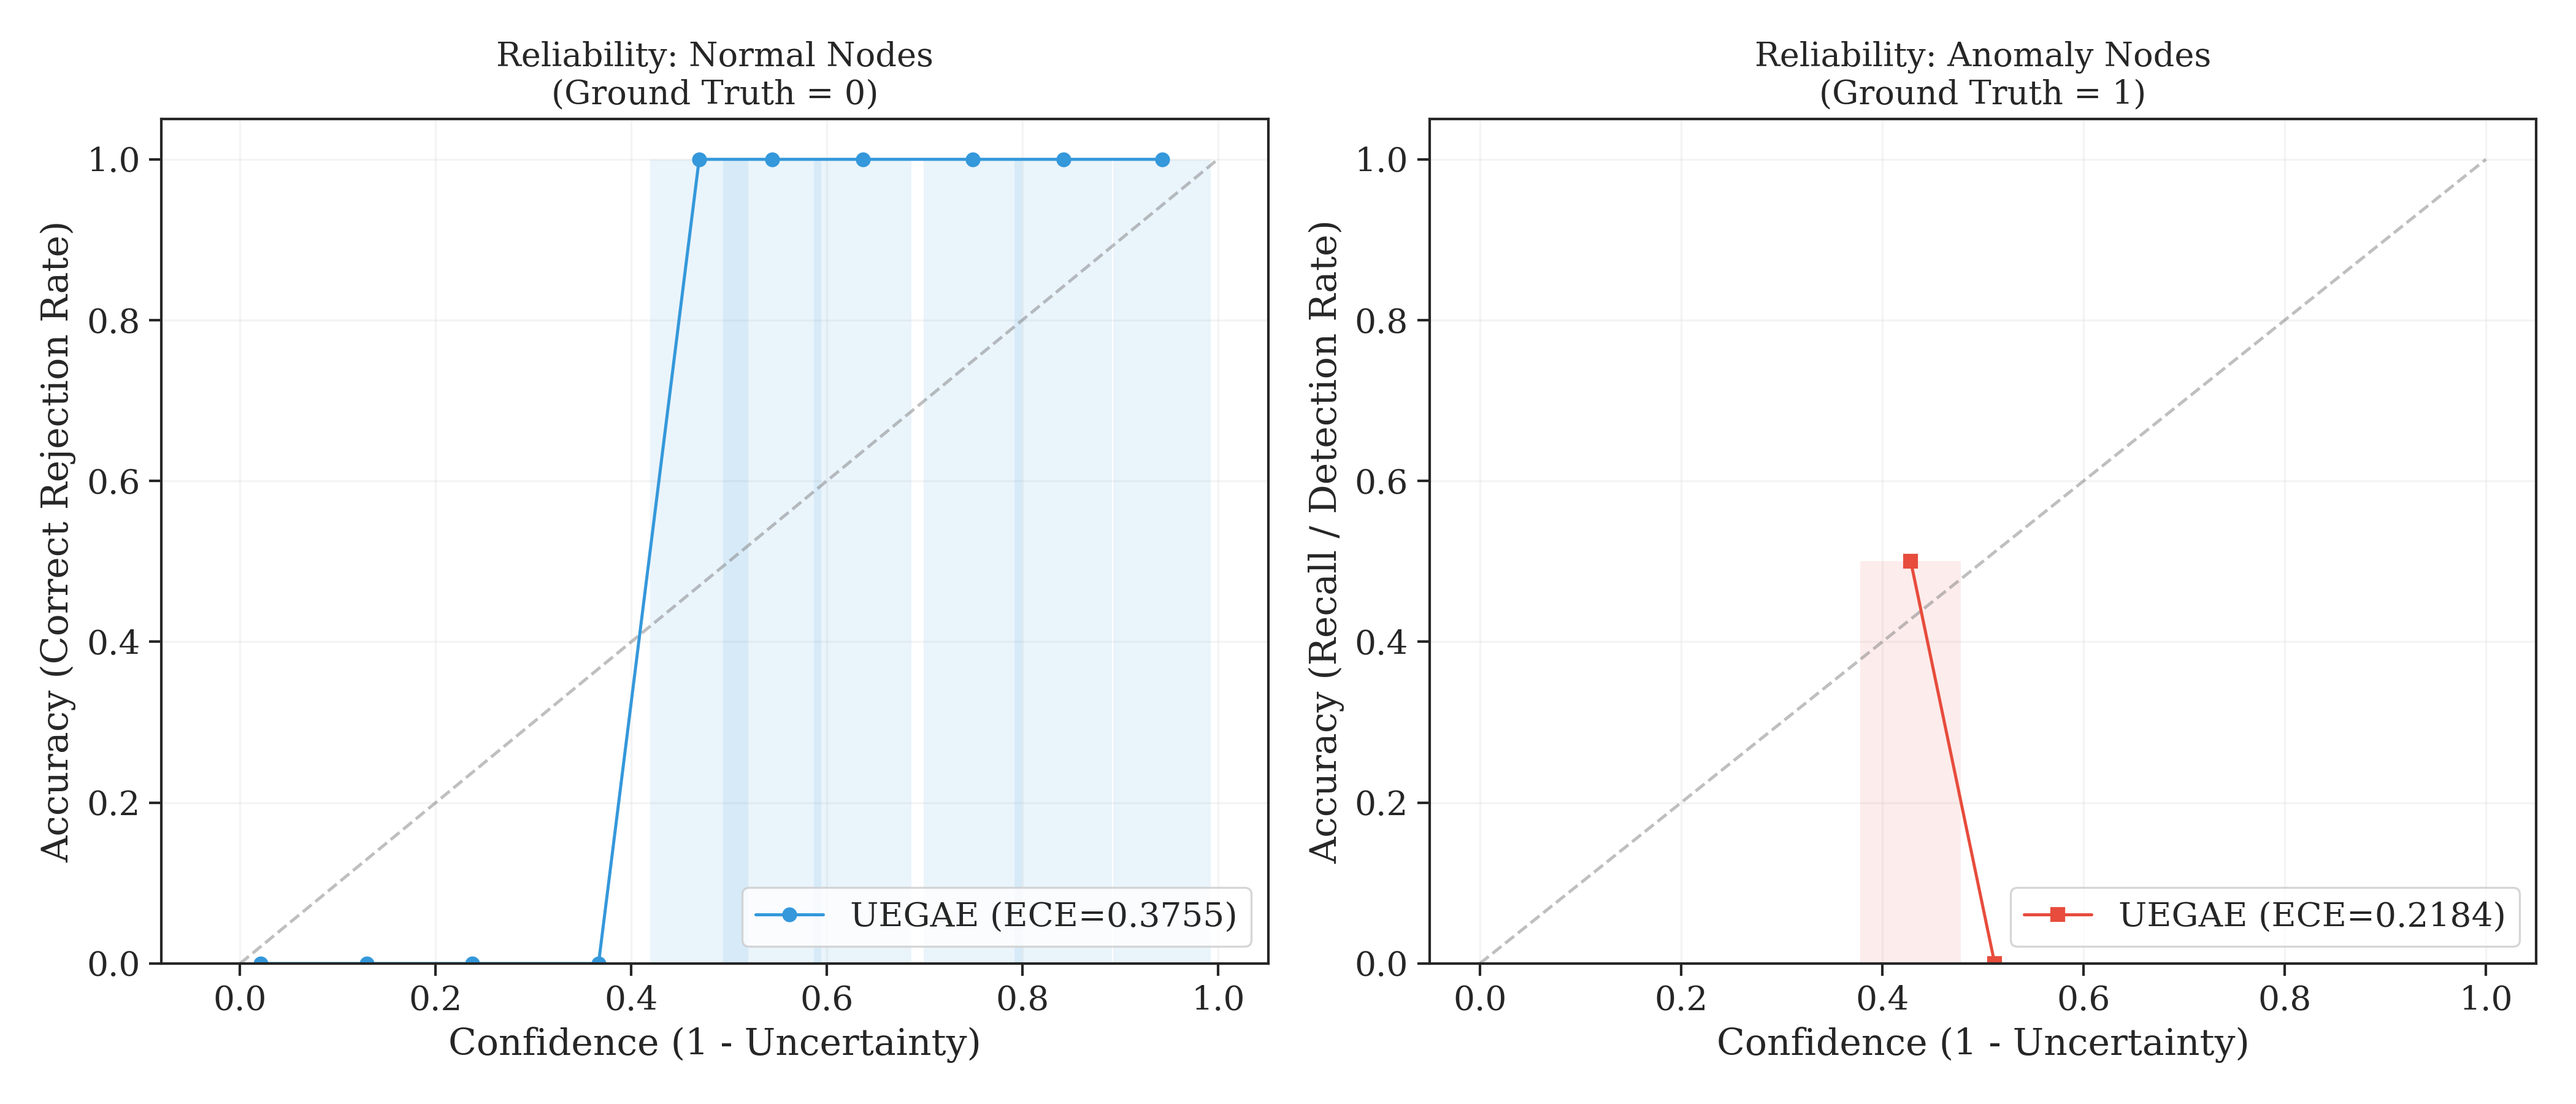 Reliability: Normal Nodes
(Ground Truth = 0)
Accuracy (Correct Rejection Rate)
1.0
0.8
0.6
0.4
0.2
0.0
0.0 0.2 0.4 0.6 0.8 1.0
Confidence (1 - Uncertainty)
UEGAE (ECE=0.3755)
Reliability: Anomaly Nodes
(Ground Truth = 1)
Accuracy (Recall / Detection Rate)
1.0
0.8
0.6
0.4
0.2
0.0
0.0 0.2 0.4 0.6 0.8 1.0
Confidence (1 - Uncertainty)
UEGAE (ECE=0.2184)